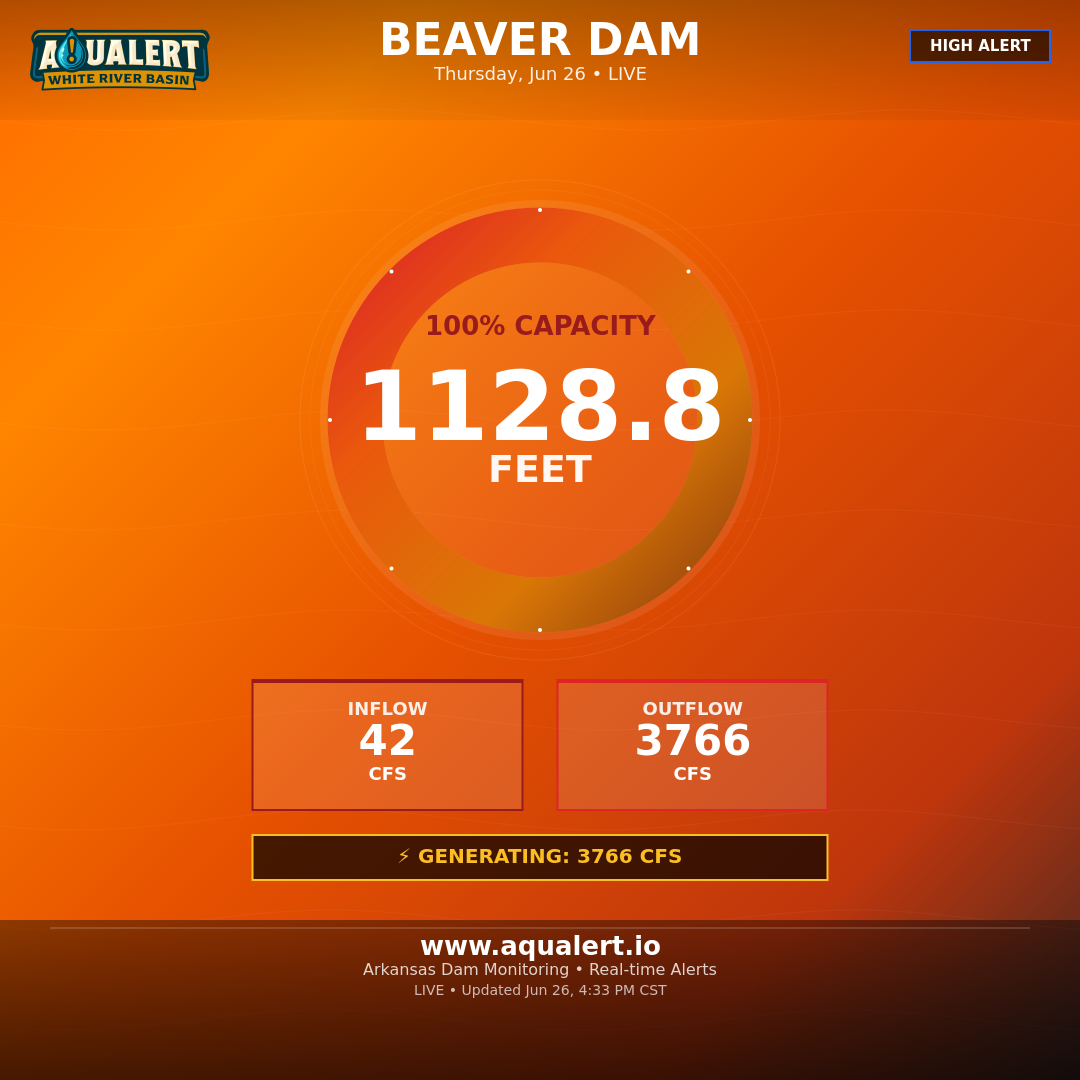 AQUALERT
WHITE RIVER BASIN
BEAVER DAM
Thursday, Jun 26 • LIVE
HIGH ALERT
100% CAPACITY
1128.8
FEET
INFLOW
42
CFS
OUTFLOW
3766
CFS
⚡ GENERATING: 3766 CFS
www.aqualert.io
Arkansas Dam Monitoring • Real-time Alerts
LIVE • Updated Jun 26, 4:33 PM CST